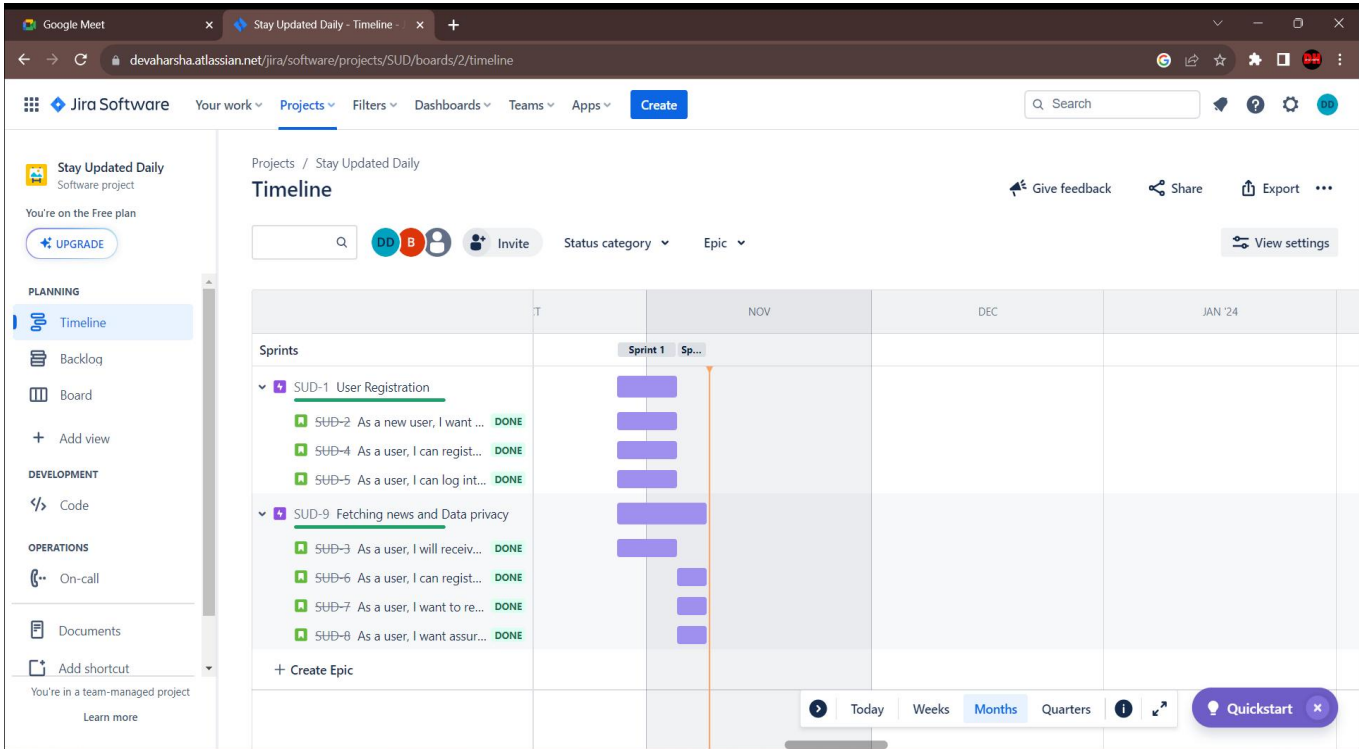 Google Meet
Stay Updated Daily - Timeline -
devaharsha.atlassian.net/jira/software/projects/SUD/boards/2/timeline
DH
Jira Software Your work Projects Filters Dashboards Teams Apps Create Search DD
Stay Updated Daily
Software project
You're on the Free plan
UPGRADE
PLANNING
Timeline
Backlog
Board
Add view
DEVELOPMENT
Code
OPERATIONS
On-call
Documents
Add shortcut
You're in a team-managed project
Learn more
Projects / Stay Updated Daily
Timeline
Give feedback Share Export
DD B Invite Status category Epic View settings
NOV DEC JAN '24
Sprints Sprint 1 Sp...
SUD-1 User Registration
SUD-2 As a new user, I want ... DONE
SUD-4 As a user, I can regist... DONE
SUD-5 As a user, I can log int... DONE
SUD-9 Fetching news and Data privacy
SUD-3 As a user, I will receiv... DONE
SUD-6 As a user, I can regist... DONE
SUD-7 As a user, I want to re... DONE
SUD-8 As a user, I want assur... DONE
+ Create Epic
Today Weeks Months Quarters Quickstart